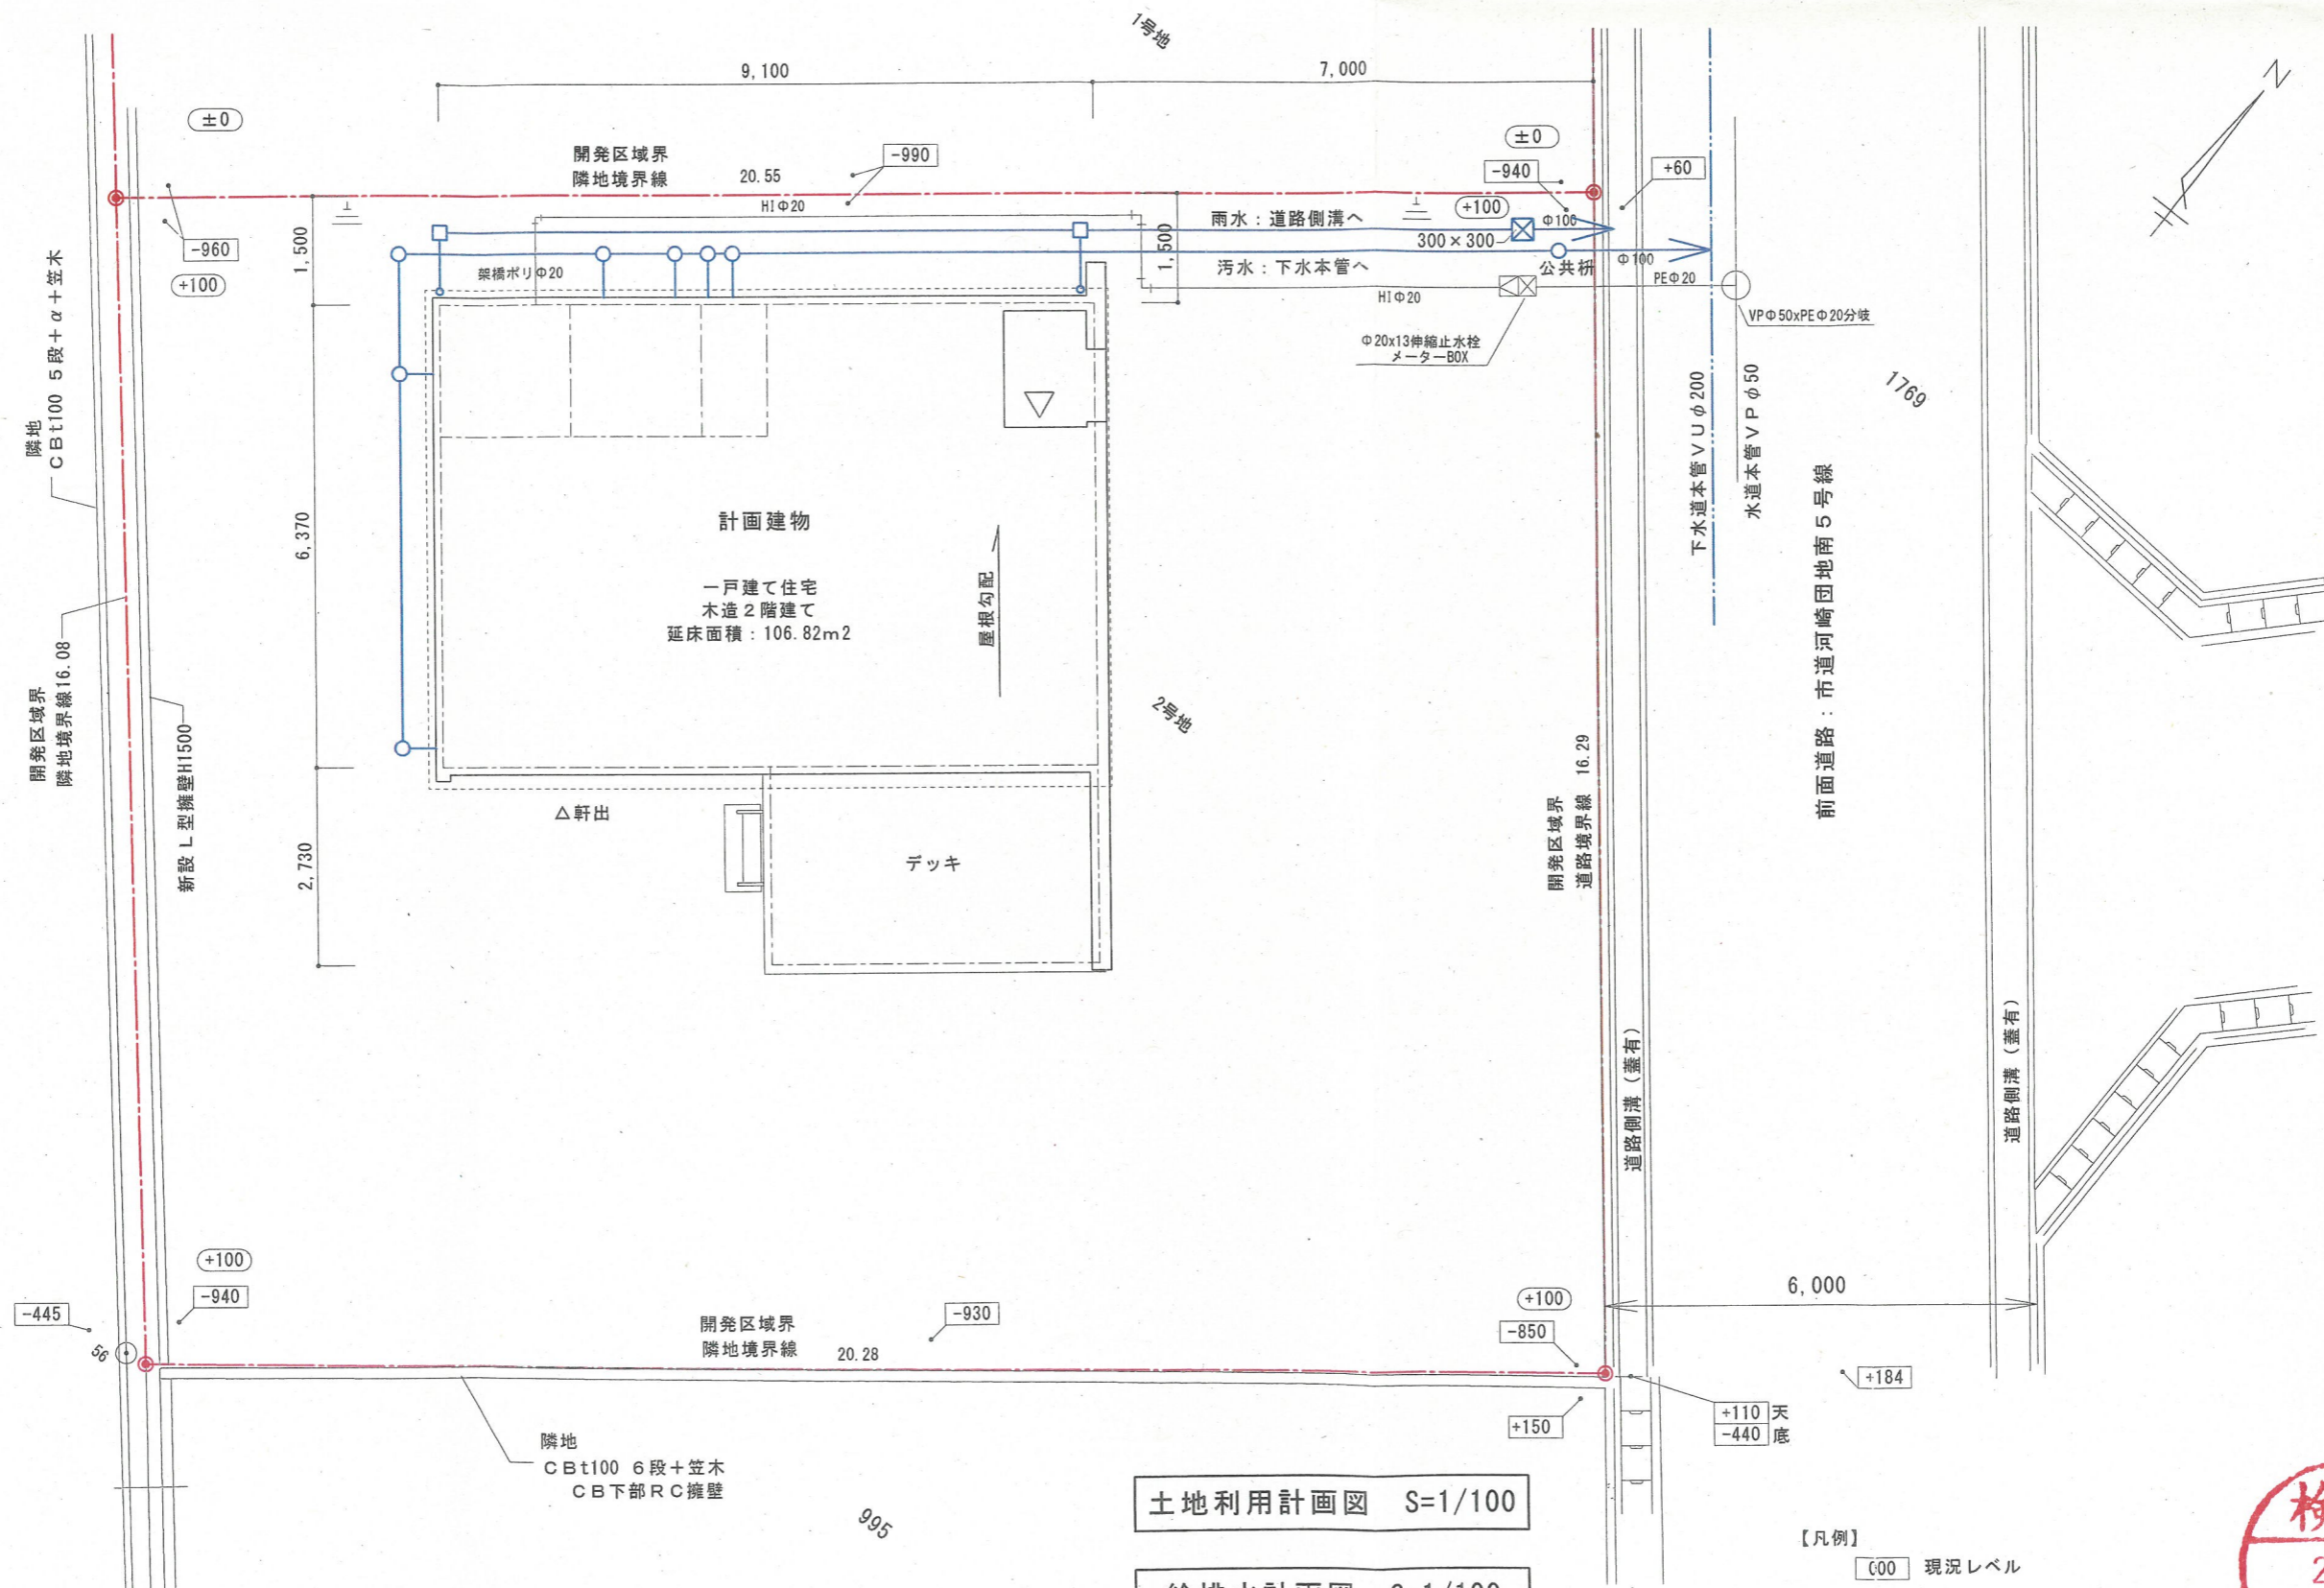 1号地
9,100
7,000
N
±0
±0
開発区域界
隣地境界線
20.55
-990
-940
+60
HIΦ20
+100
雨水：道路側溝へ
Φ100
300×300
-960
+100
1,500
架橋ポリΦ20
1,500
汚水：下水本管へ
公共枡
Φ100
PEΦ20
HIΦ20
VPΦ50xPEΦ20分岐
Φ20x13伸縮止水栓
メーターBOX
隣地
CBt100 5段＋α＋笠木
下水道本管VUφ200
水道本管VPφ50
1769
6,370
計画建物
一戸建て住宅
木造2階建て
延床面積：106.82m2
屋根勾配
前面道路：市道河崎団地南5号線
開発区域界
隣地境界線16.08
新設L型擁壁H1500
2号地
開発区域界
道路境界線 16.29
△軒出
2,730
デッキ
道路側溝（蓋有）
道路側溝（蓋有）
+100
-940
-445
56
開発区域界
隣地境界線
20.28
-930
+100
-850
6,000
+184
+110 天
-440 底
+150
隣地
CBt100 6段＋笠木
CB下部RC擁壁
995
土地利用計画図 S=1/100
給排水計画図 S=1/100
【凡例】
000 現況レベル